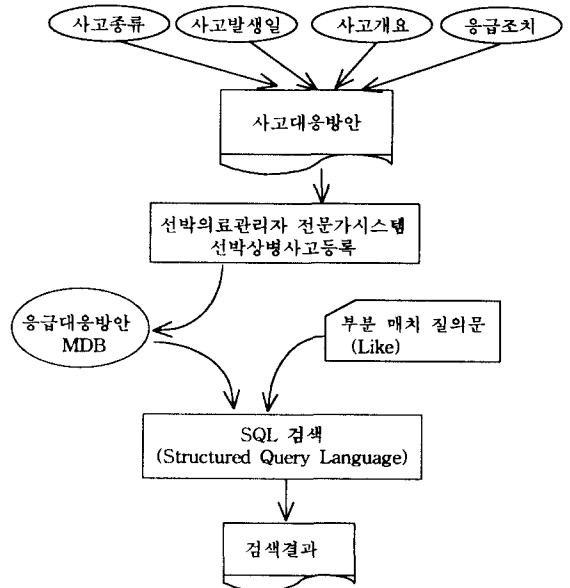 사고종류
사고발생일
사고개요
응급조치
사고대응방안
선박의료관리자 전문가시스템
선박상병사고등록
응급대응방안
MDB
부분 매치 질의문
(Like)
SQL 검색
(Structured Query Language)
검색결과